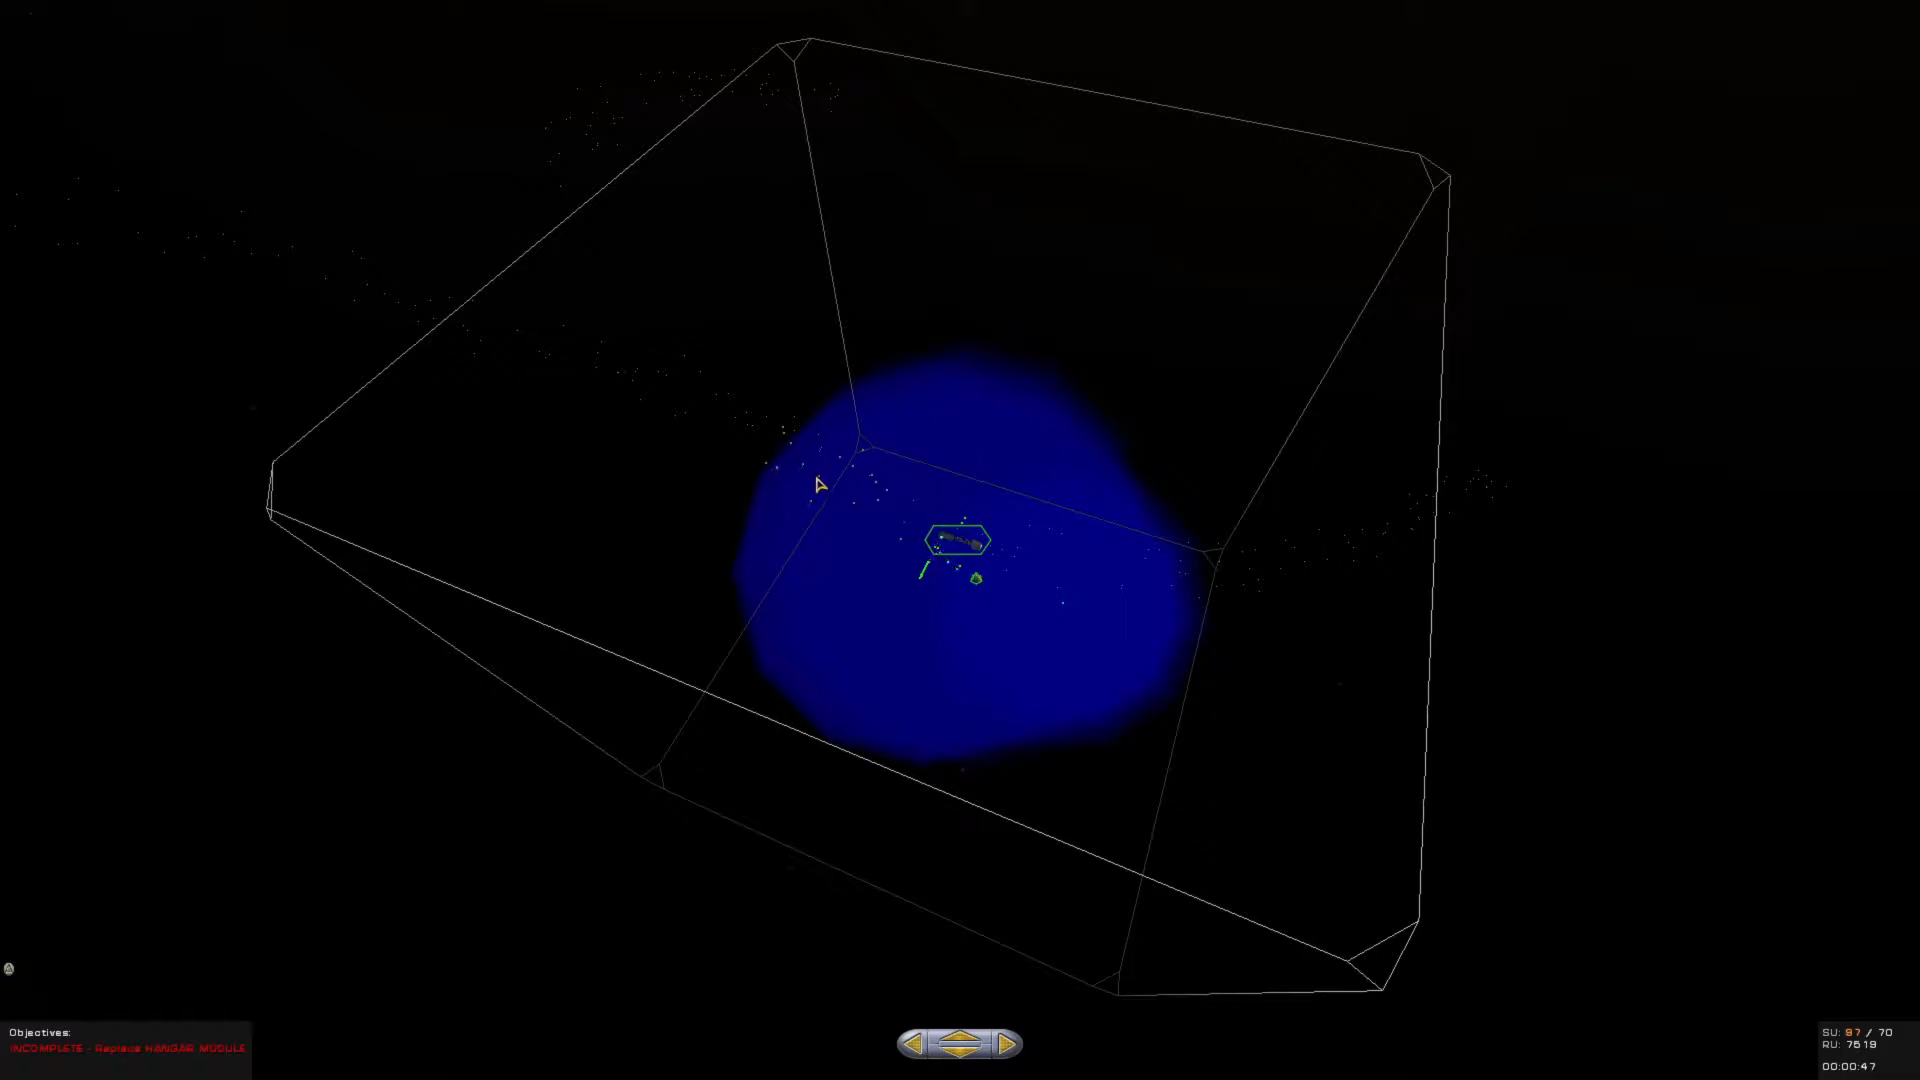 Objectives:
INCOMPLETE - Replace HANGAR MODULE
SU: 97 / 70
RU: 7519
00:00:47